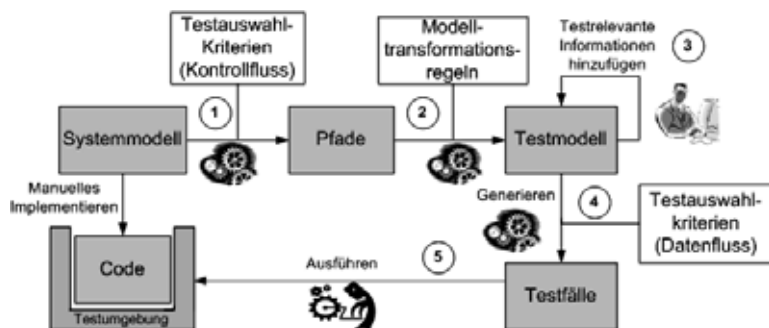 Testauswahl-
Kriterien
(Kontrollfluss)
Modell-
transformations-
regeln
Testrelevante
Informationen
hinzufügen
3
1
2
Systemmodell
Pfade
Testmodell
Manuelles
Implementieren
Generieren
4
Testauswahl-
kriterien
(Datenfluss)
Code
Ausführen
5
Testfälle
Testumgebung